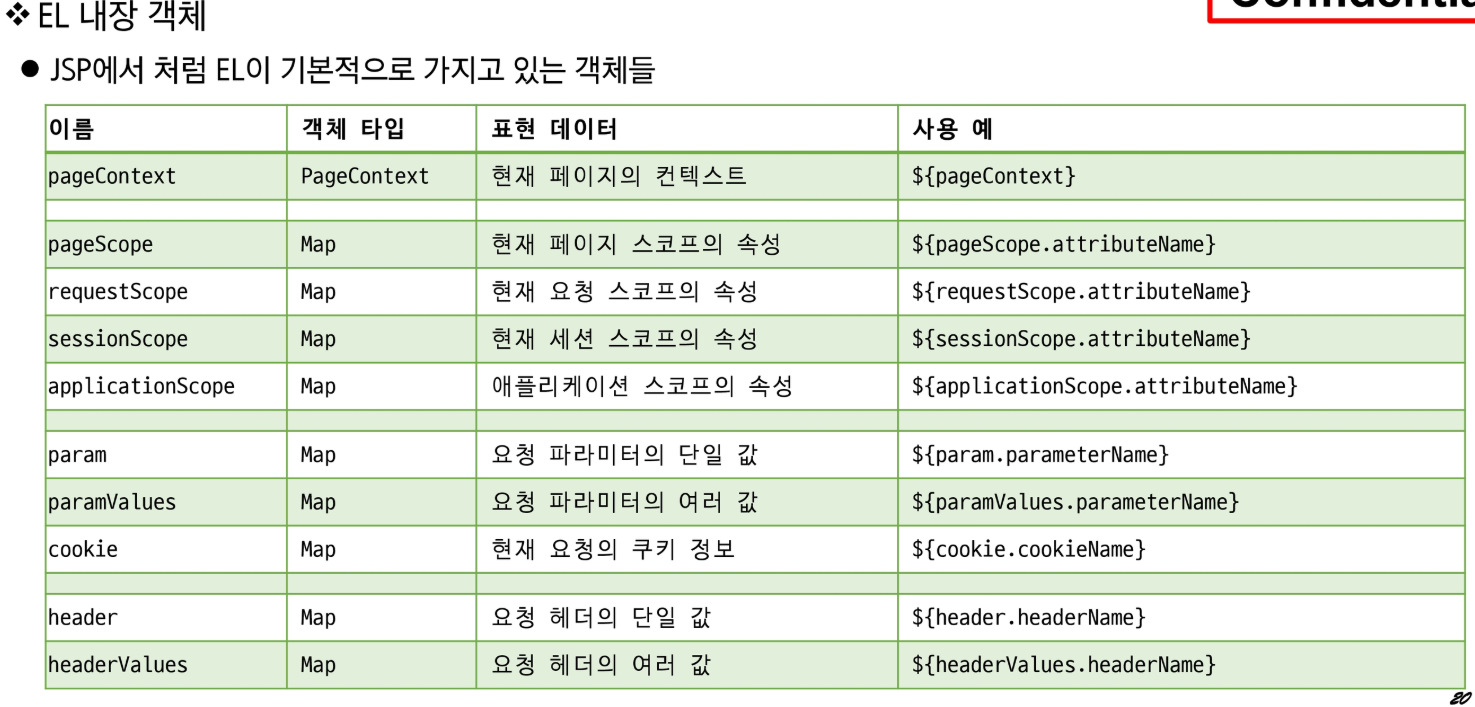 ❖ EL 내장 객체
● JSP에서 처럼 EL이 기본적으로 가지고 있는 객체들
이름 객체 타입 표현 데이터 사용 예
pageContext PageContext 현재 페이지의 컨텍스트 ${pageContext}
pageScope Map 현재 페이지 스코프의 속성 ${pageScope.attributeName}
requestScope Map 현재 요청 스코프의 속성 ${requestScope.attributeName}
sessionScope Map 현재 세션 스코프의 속성 ${sessionScope.attributeName}
applicationScope Map 애플리케이션 스코프의 속성 ${applicationScope.attributeName}
param Map 요청 파라미터의 단일 값 ${param.parameterName}
paramValues Map 요청 파라미터의 여러 값 ${paramValues.parameterName}
cookie Map 현재 요청의 쿠키 정보 ${cookie.cookieName}
header Map 요청 헤더의 단일 값 ${header.headerName}
headerValues Map 요청 헤더의 여러 값 ${headerValues.headerName}
20